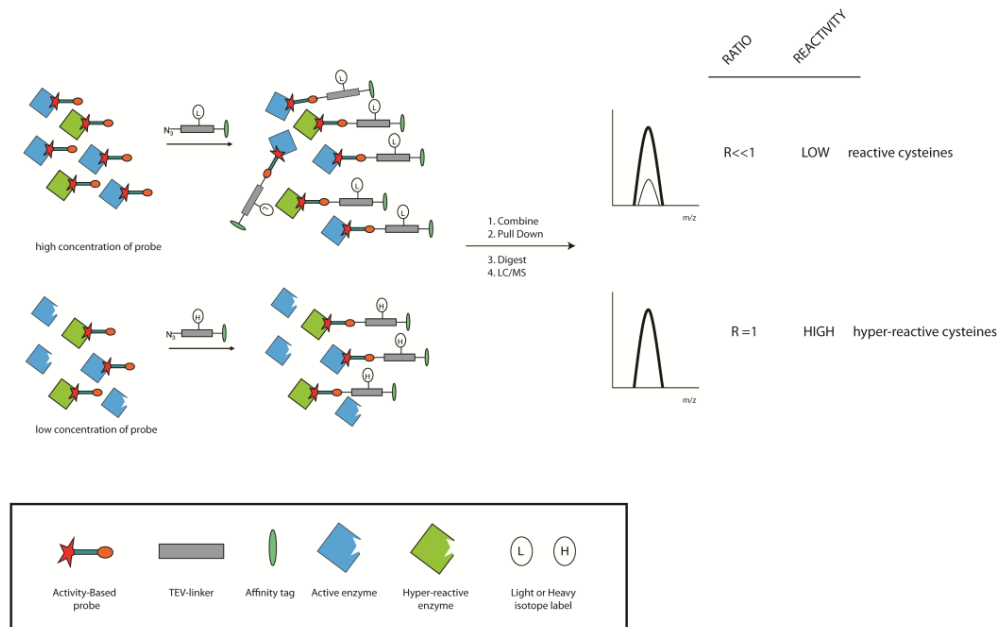 RATIO
REACTIVITY
L
L
L
L
N3
L
L
L
R<<1 LOW reactive cysteines
1. Combine
2. Pull Down
3. Digest
4. LC/MS
m/z
high concentration of probe
H
H
N3
H
H
R =1 HIGH hyper-reactive cysteines
m/z
low concentration of probe
L H
Activity-Based
probe
TEV-linker
Affinity tag
Active enzyme
Hyper-reactive
enzyme
Light or Heavy
isotope label